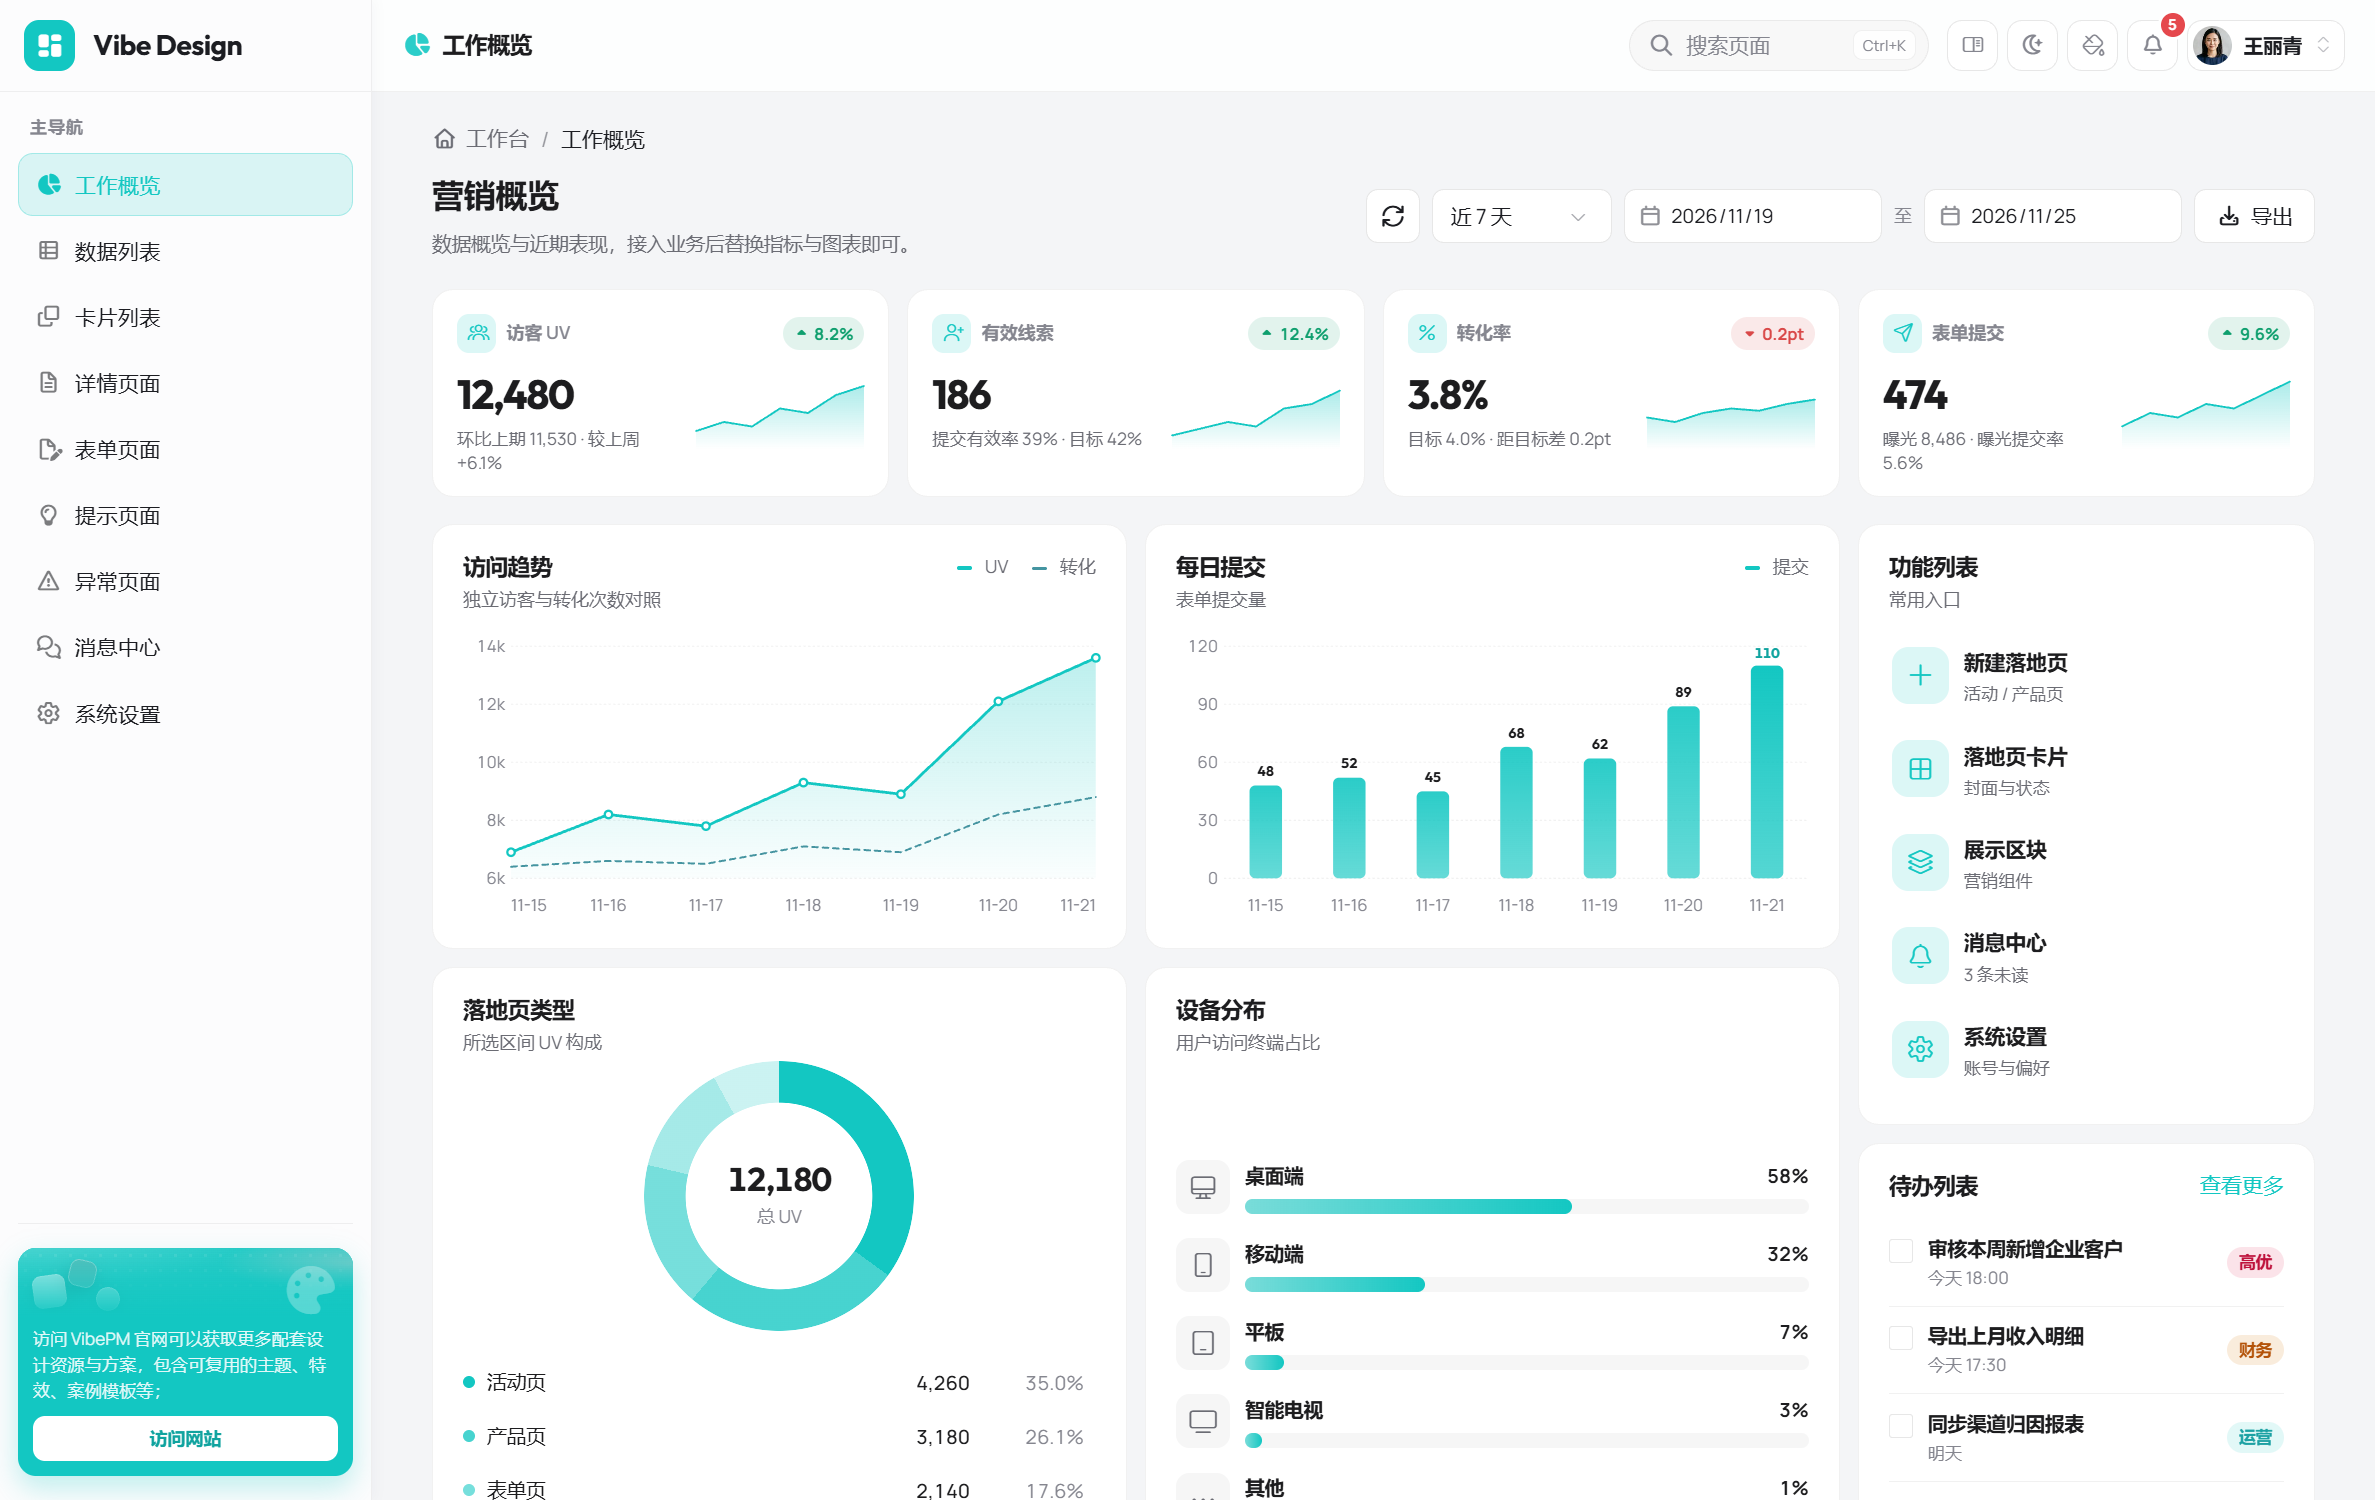 Vibe Design
工作概览
搜索页面
Ctrl+K
5
王丽青
主导航
工作概览
数据列表
卡片列表
详情页面
表单页面
提示页面
异常页面
消息中心
系统设置
访问 VibePM 官网可以获取更多配套设
计资源与方案，包含可复用的主题、特
效、案例模板等；
访问网站
工作台 / 工作概览
营销概览
数据概览与近期表现，接入业务后替换指标与图表即可。
近 7 天
2026/11/19
至
2026/11/25
导出
访客 UV
8.2%
12,480
环比上期 11,530 · 较上周
+6.1%
有效线索
12.4%
186
提交有效率 39% · 目标 42%
转化率
0.2pt
3.8%
目标 4.0% · 距目标差 0.2pt
表单提交
9.6%
474
曝光 8,486 · 曝光提交率
5.6%
访问趋势
独立访客与转化次数对照
UV
转化
14k
12k
10k
8k
6k
11-15
11-16
11-17
11-18
11-19
11-20
11-21
每日提交
表单提交量
提交
120
90
60
30
0
48
52
45
68
62
89
110
11-15
11-16
11-17
11-18
11-19
11-20
11-21
功能列表
常用入口
新建落地页
活动 / 产品页
落地页卡片
封面与状态
展示区块
营销组件
消息中心
3 条未读
系统设置
账号与偏好
落地页类型
所选区间 UV 构成
12,180
总 UV
活动页 4,260 35.0%
产品页 3,180 26.1%
表单页 2,140 17.6%
设备分布
用户访问终端占比
桌面端 58%
移动端 32%
平板 7%
智能电视 3%
其他 1%
待办列表
查看更多
审核本周新增企业客户
今天 18:00
高优
导出上月收入明细
今天 17:30
财务
同步渠道归因报表
明天
运营